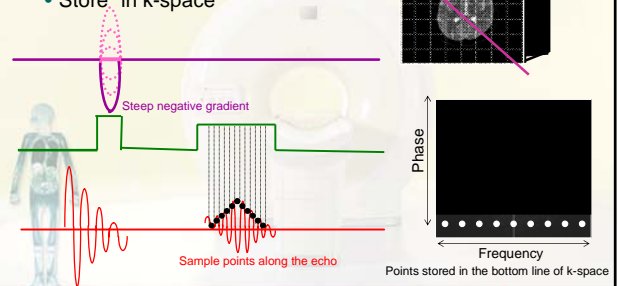 • Store in k-space
Steep negative gradient
Phase
Sample points along the echo
Frequency
Points stored in the bottom line of k-space